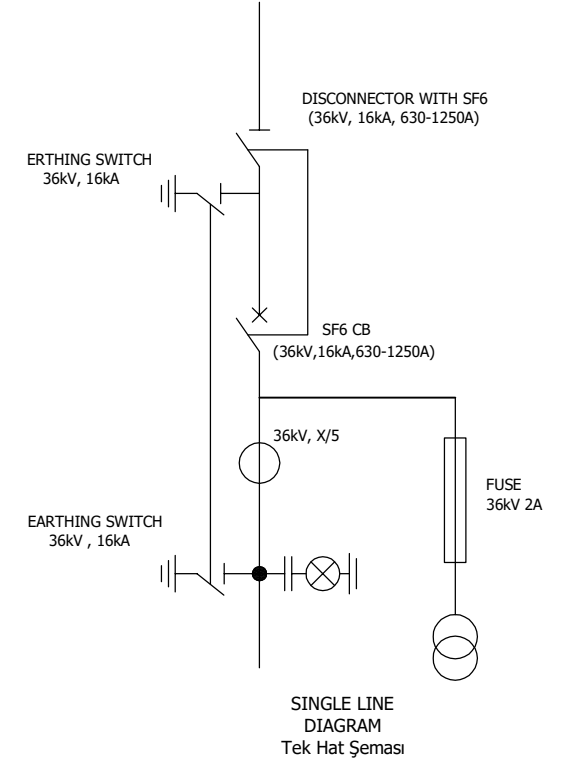 DISCONNECTOR WITH SF6
(36kV, 16kA, 630-1250A)
ERTHING SWITCH
36kV, 16kA
SF6 CB
(36kV,16kA,630-1250A)
36kV, X/5
FUSE
36kV 2A
EARTHING SWITCH
36kV , 16kA
SINGLE LINE
DIAGRAM
Tek Hat Şeması